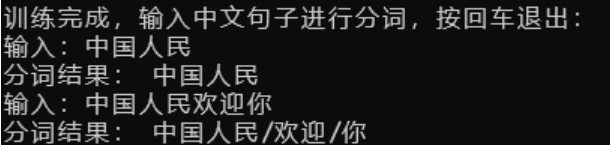 训练完成，输入中文句子进行分词，按回车退出：
输入：中国人民
分词结果： 中国人民
输入：中国人民欢迎你
分词结果： 中国人民/欢迎/你